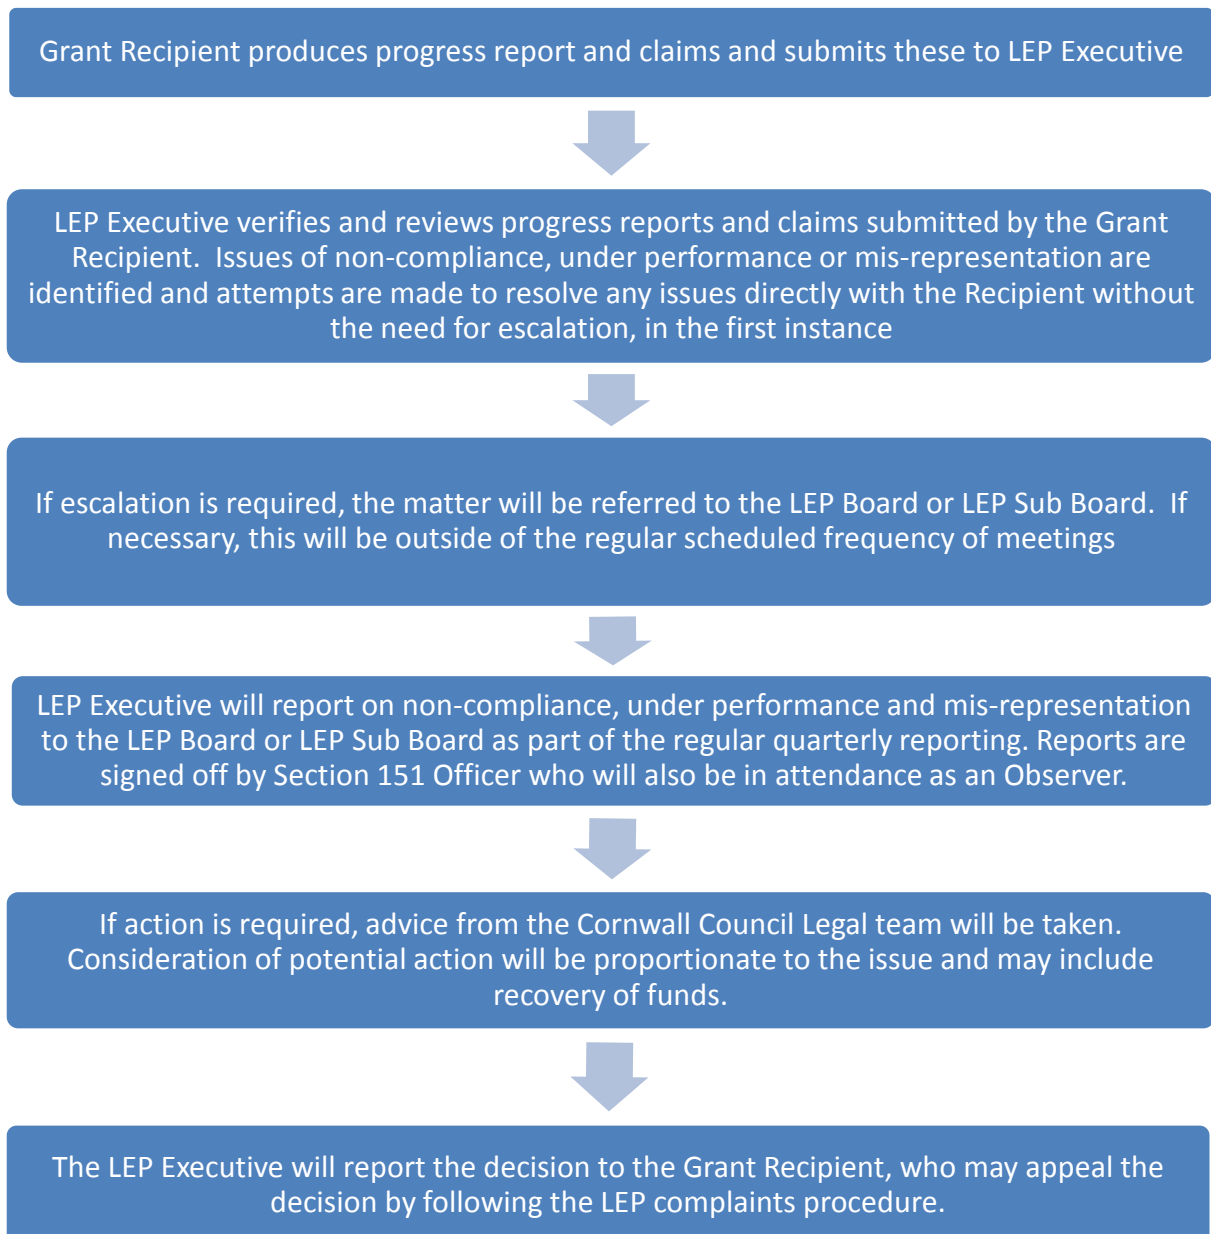 Grant Recipient produces progress report and claims and submits these to LEP Executive
LEP Executive verifies and reviews progress reports and claims submitted by the Grant
Recipient.  Issues of non-compliance, under performance or mis-representation are
identified and attempts are made to resolve any issues directly with the Recipient without
the need for escalation, in the first instance
If escalation is required, the matter will be referred to the LEP Board or LEP Sub Board.  If
necessary, this will be outside of the regular scheduled frequency of meetings
LEP Executive will report on non-compliance, under performance and mis-representation
to the LEP Board or LEP Sub Board as part of the regular quarterly reporting. Reports are
signed off by Section 151 Officer who will also be in attendance as an Observer.
If action is required, advice from the Cornwall Council Legal team will be taken.
Consideration of potential action will be proportionate to the issue and may include
recovery of funds.
The LEP Executive will report the decision to the Grant Recipient, who may appeal the
decision by following the LEP complaints procedure.